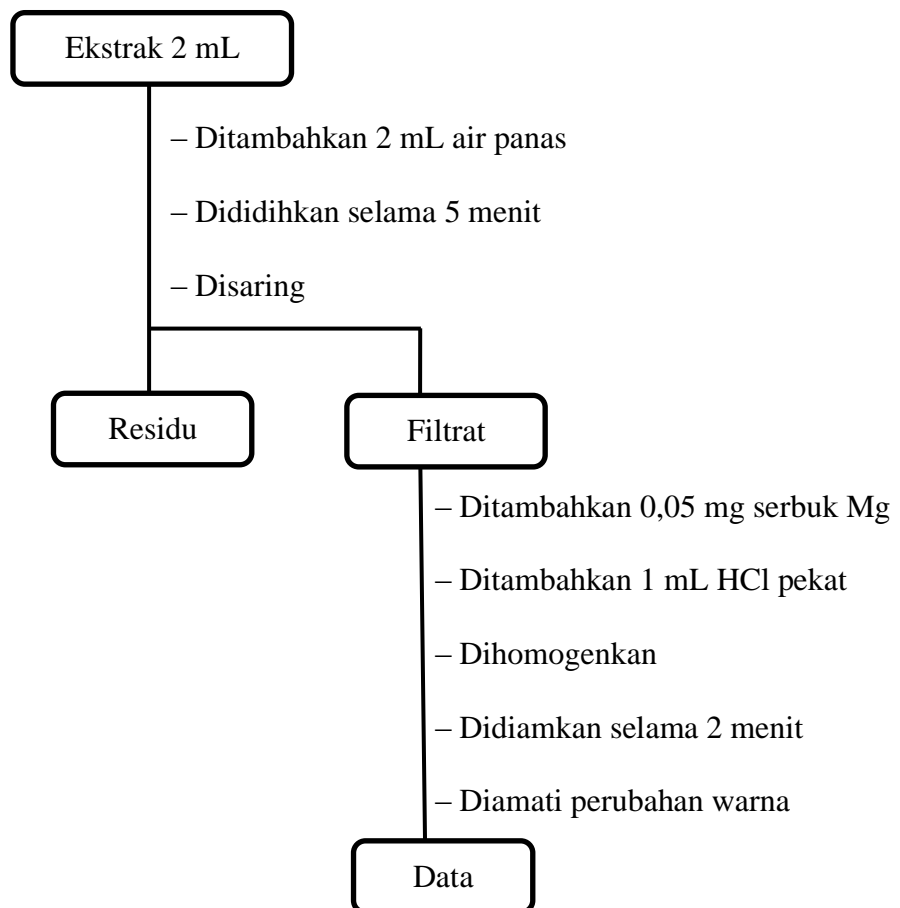 Ekstrak 2 mL
– Ditambahkan 2 mL air panas
– Dididihkan selama 5 menit
– Disaring
Residu
Filtrat
– Ditambahkan 0,05 mg serbuk Mg
– Ditambahkan 1 mL HCl pekat
– Dihomogenkan
– Didiamkan selama 2 menit
– Diamati perubahan warna
Data